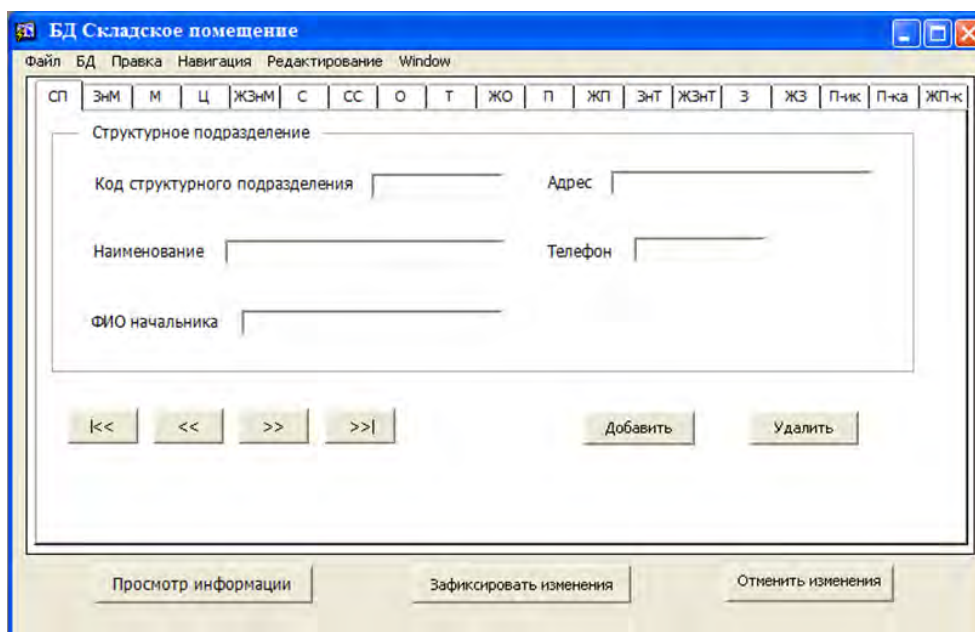 БД Складское помещение
Файл БД Правка Навигация Редактирование Window
СП ЗнМ М Ц ЖЗнМ С СС О Т ЖО П ЖП ЗнТ ЖЗнТ З ЖЗ П-ик П-ка ЖП-к
Структурное подразделение
Код структурного подразделения Адрес
Наименование Телефон
ФИО начальника
|<< << >> >>| Добавить Удалить
Просмотр информации Зафиксировать изменения Отменить изменения